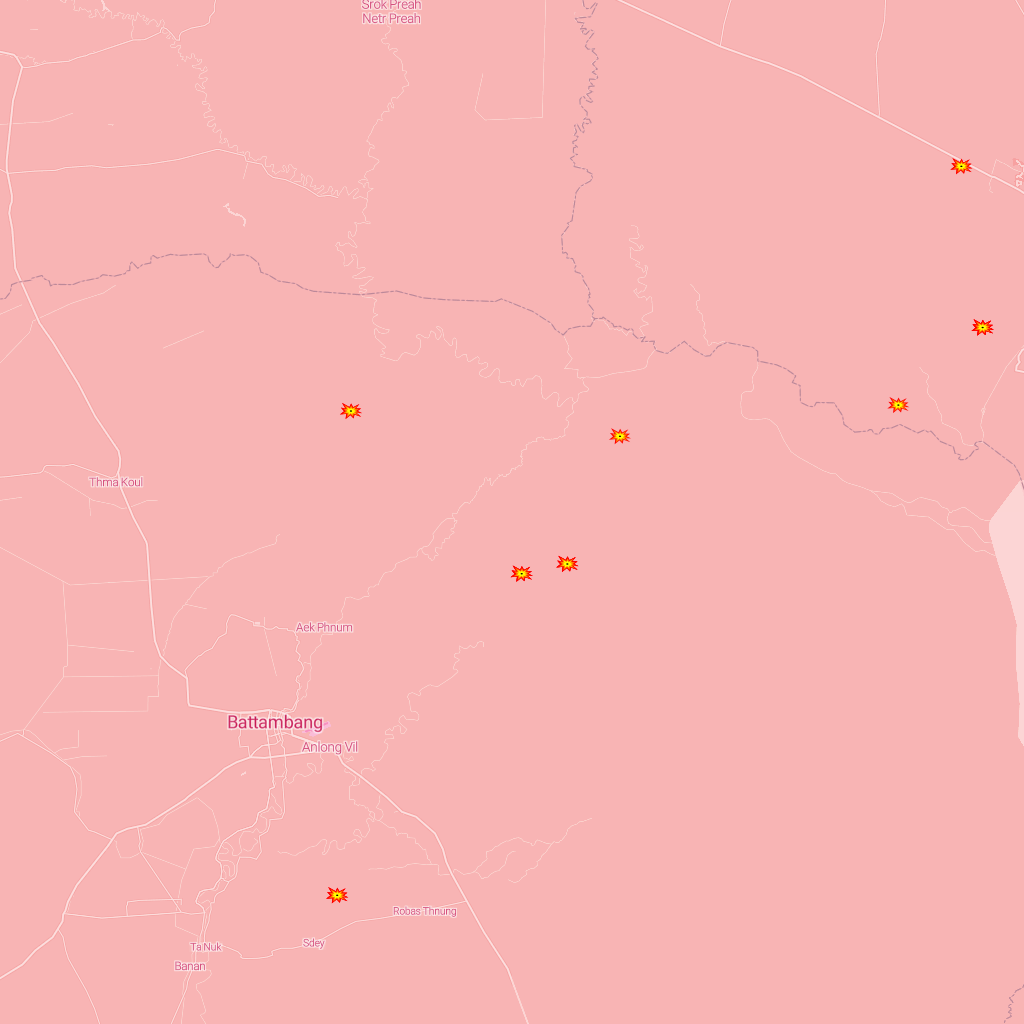 Srok Preah
Netr Preah
Thma Koul
Aek Phnum
Battambang
Anlong Vil
Robas Thnung
Sdey
Ta Nuk
Banan